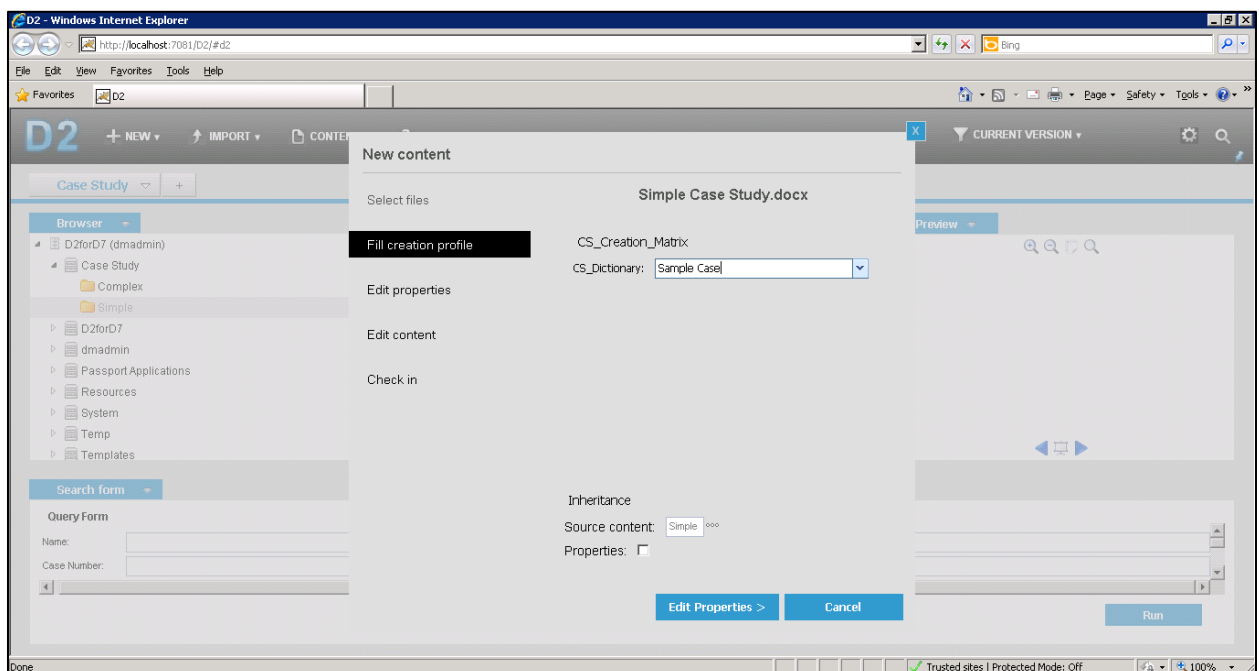 D2 - Windows Internet Explorer
http://localhost:7081/D2/#d2
Bing
File Edit View Favorites Tools Help
Favorites D2
Page Safety Tools
D2 NEW IMPORT CONTE CURRENT VERSION
X
Case Study +
New content
Select files
Fill creation profile
Edit properties
Edit content
Check in
Simple Case Study.docx
CS_Creation_Matrix
CS_Dictionary: Sample Case
Inheritance
Source content: Simple
Properties:
Edit Properties > Cancel
Browser
D2forD7 (dmadmin)
Case Study
Complex
Simple
D2forD7
dmadmin
Passport Applications
Resources
System
Temp
Templates
Preview
Search form
Query Form
Name:
Case Number:
Run
Done Trusted sites | Protected Mode: Off 100%